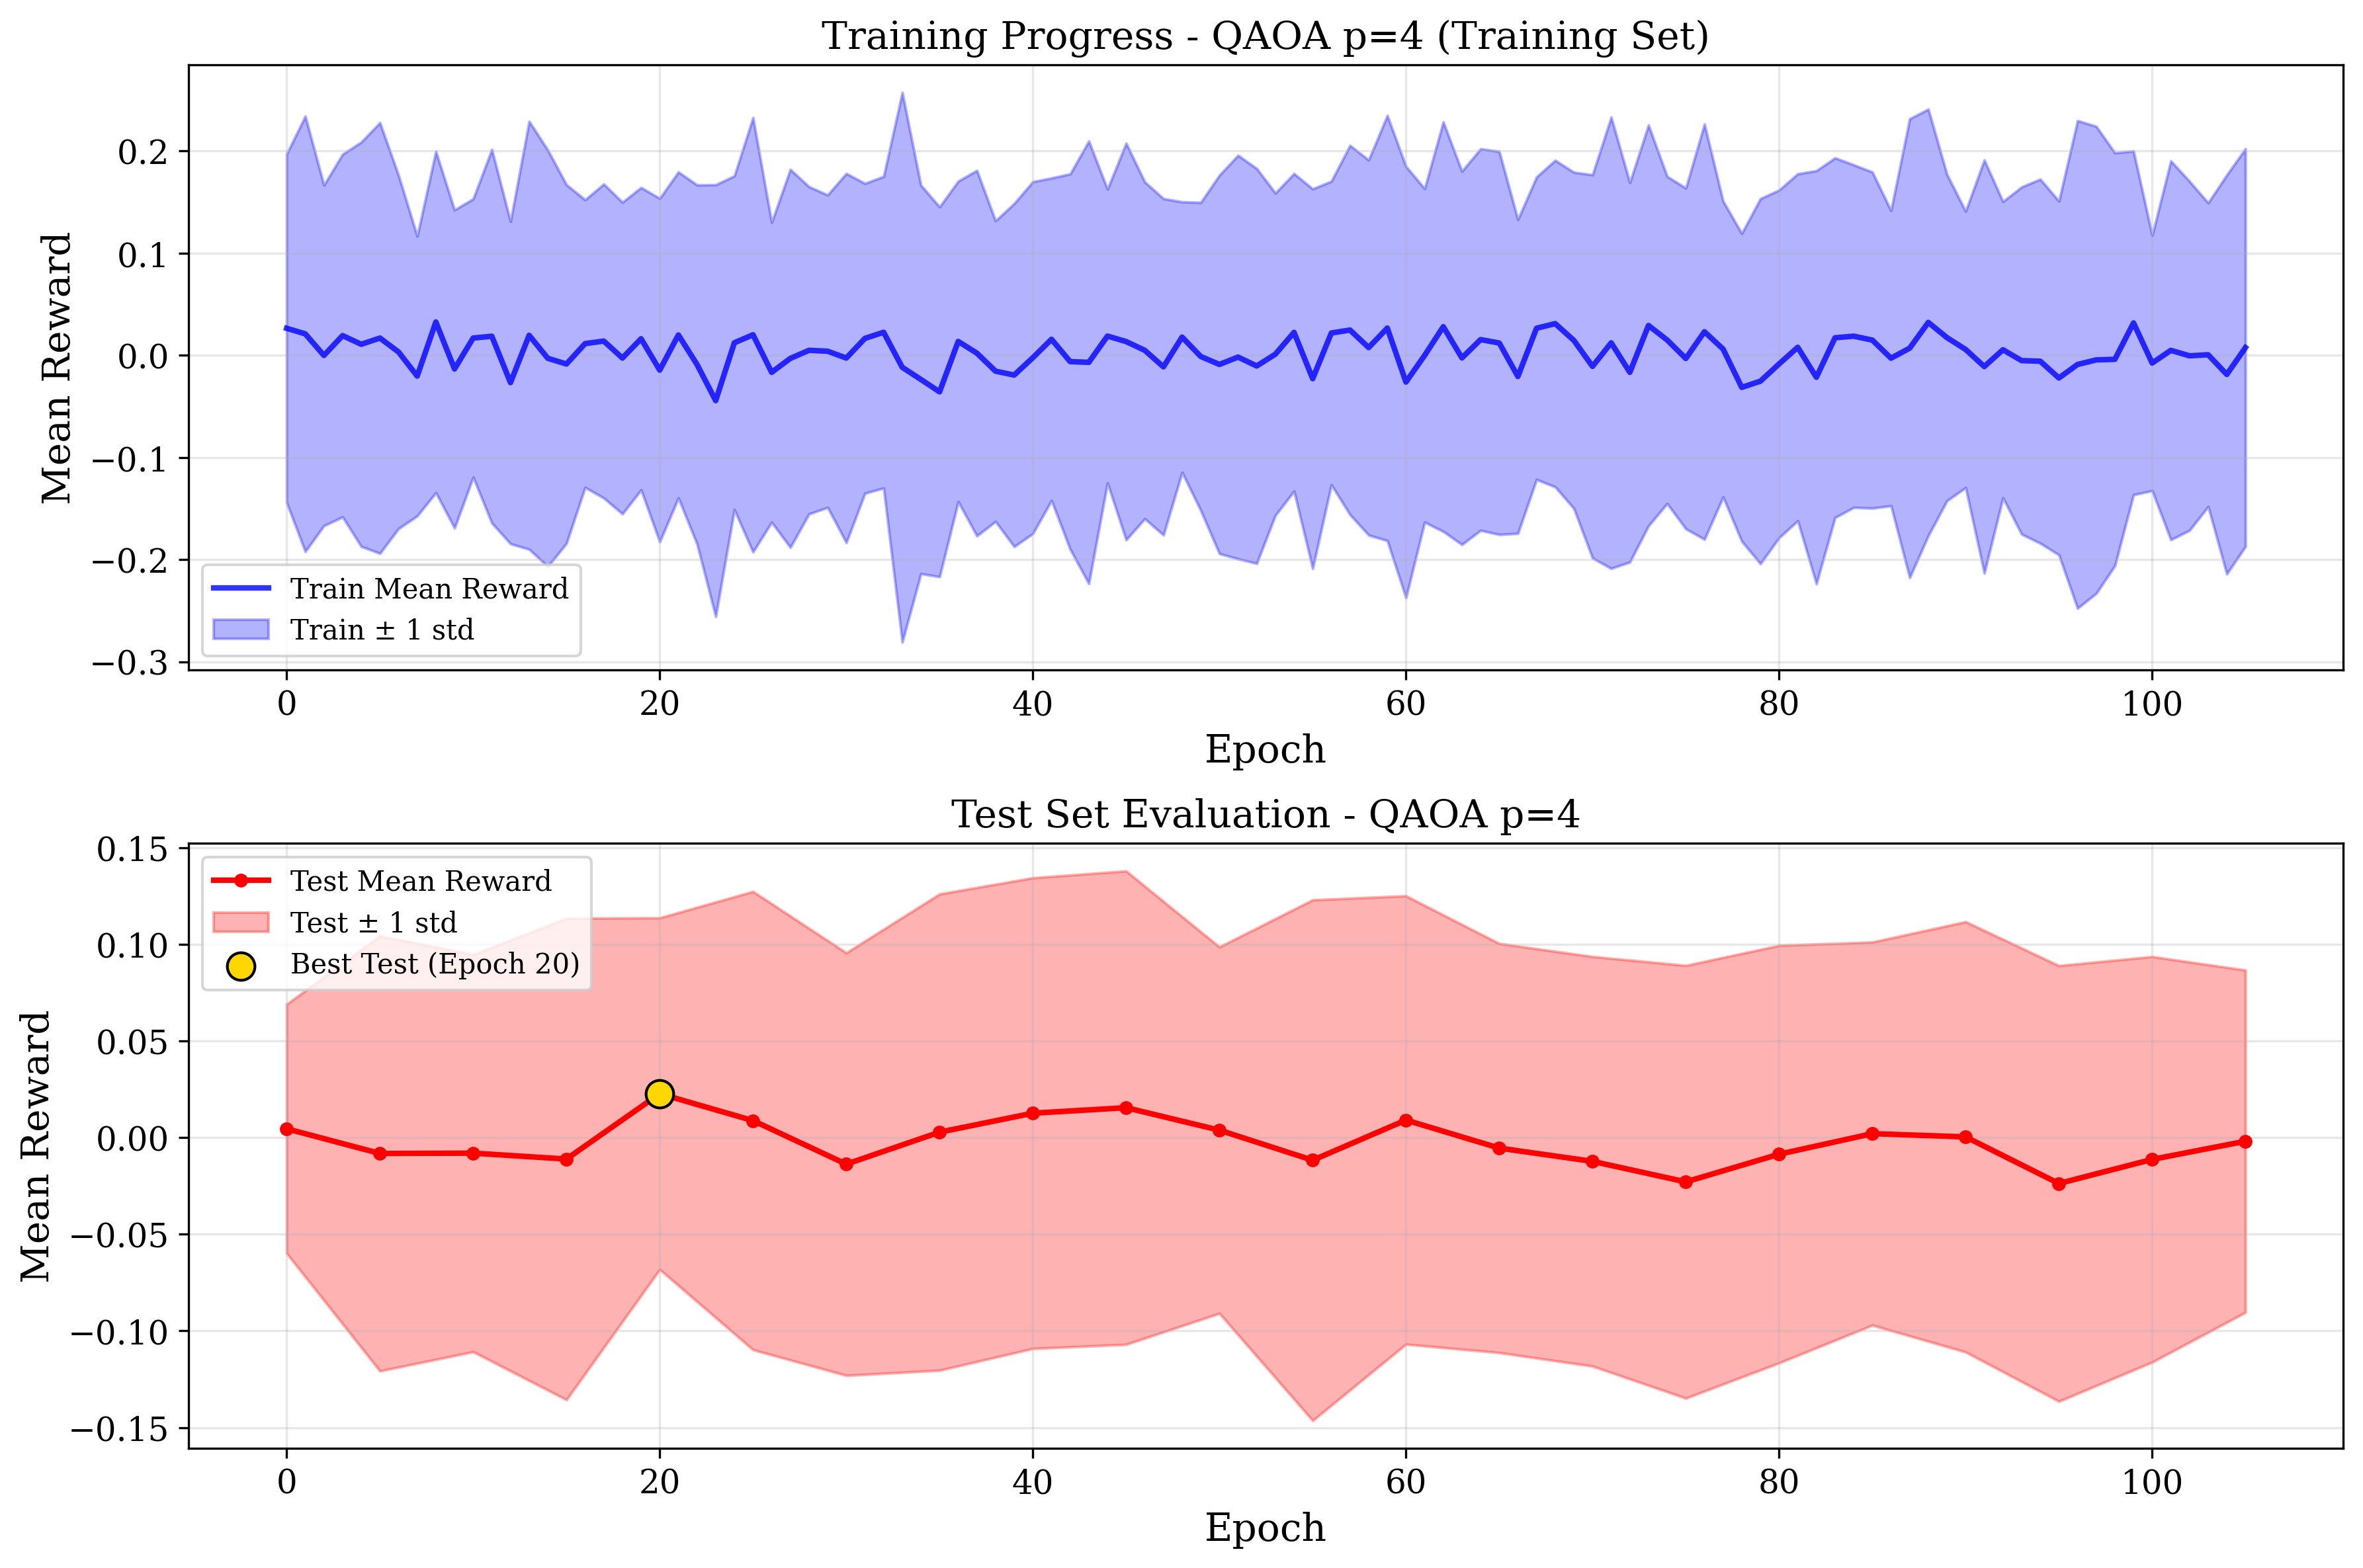 Training Progress - QAOA p=4 (Training Set)
Mean Reward
0.2
0.1
0.0
−0.1
−0.2
−0.3
Train Mean Reward
Train ± 1 std
0 20 40 60 80 100
Epoch
Test Set Evaluation - QAOA p=4
Mean Reward
0.15
0.10
0.05
0.00
−0.05
−0.10
−0.15
Test Mean Reward
Test ± 1 std
Best Test (Epoch 20)
0 20 40 60 80 100
Epoch